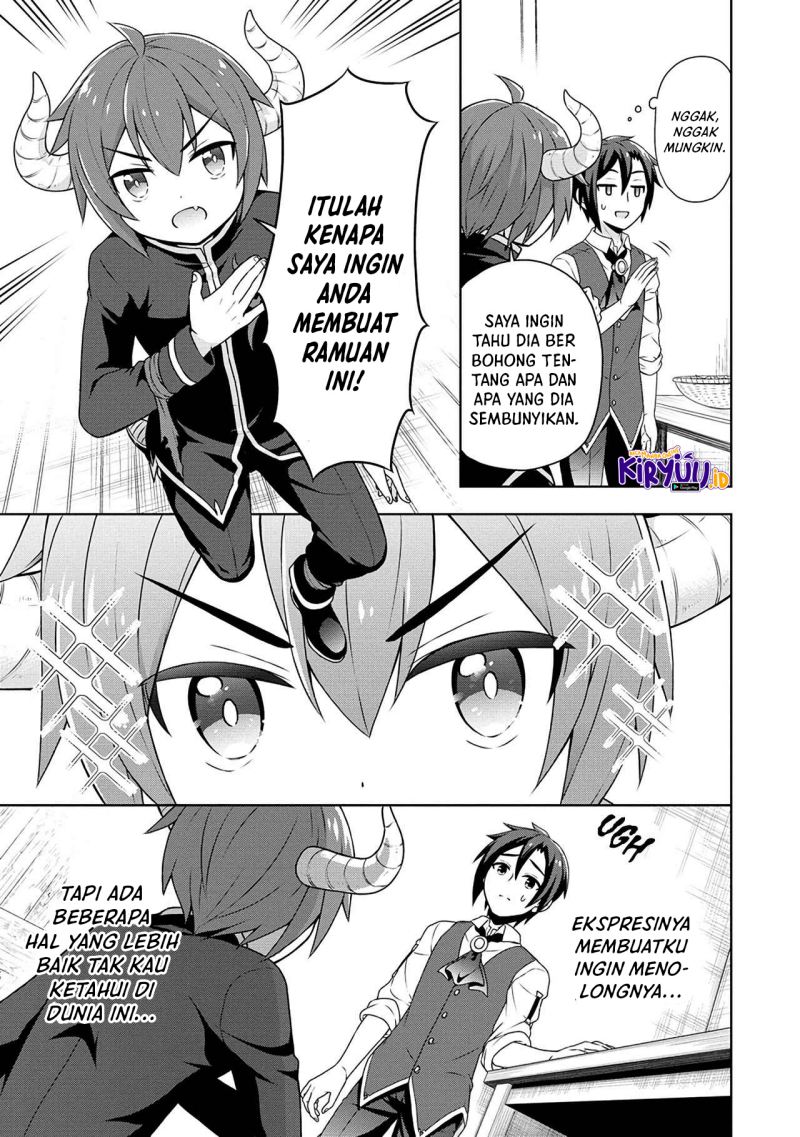 NGGAK,
NGGAK
MUNGKIN.
SAYA INGIN
TAHU DIA BER
BOHONG TEN-
TANG APA DAN
APA YANG DIA
SEMBUNYIKAN.
KIRYUU.ID
ITULAH
KENAPA
SAYA INGIN
ANDA
MEMBUAT
RAMUAN
INI!
UGH
EKSPRESINYA
MEMBUATKU
INGIN MENO-
LONGNYA...
TAPI ADA
BEBERAPA
HAL YANG LEBIH
BAIK TAK KAU
KETAHUI DI
DUNIA INI...